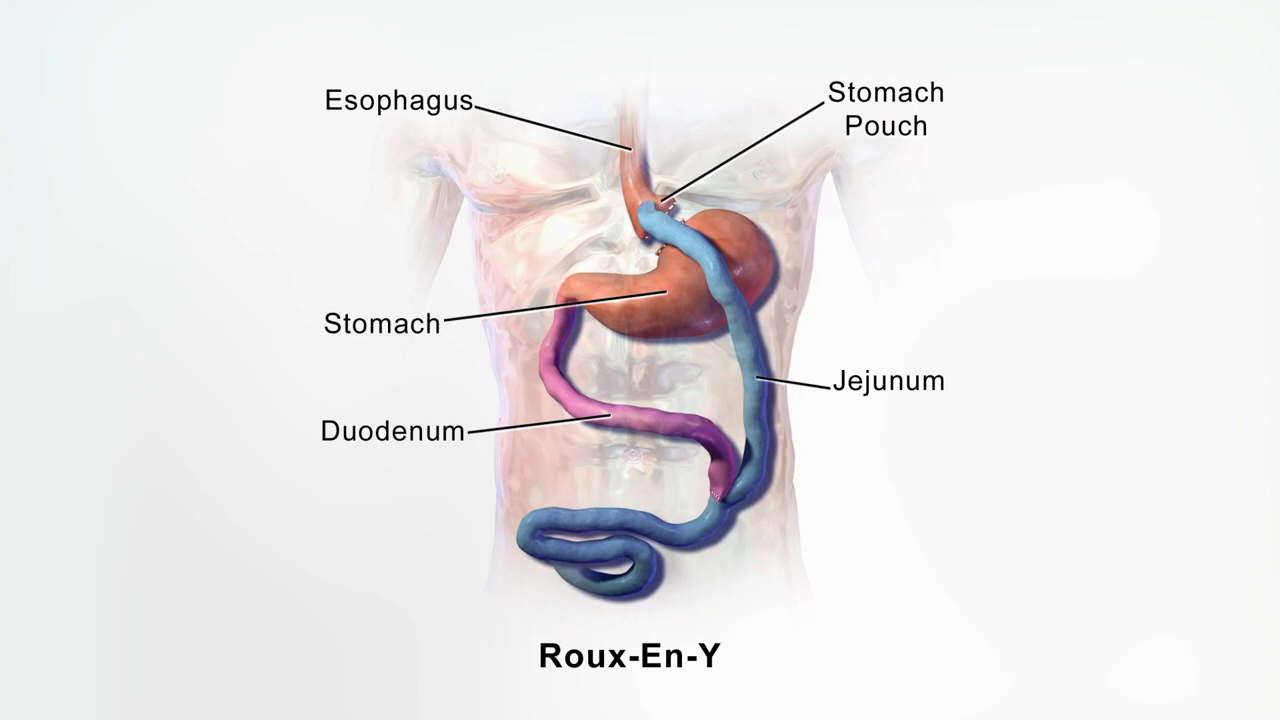 Esophagus
Stomach
Pouch
Stomach
Jejunum
Duodenum
Roux-En-Y